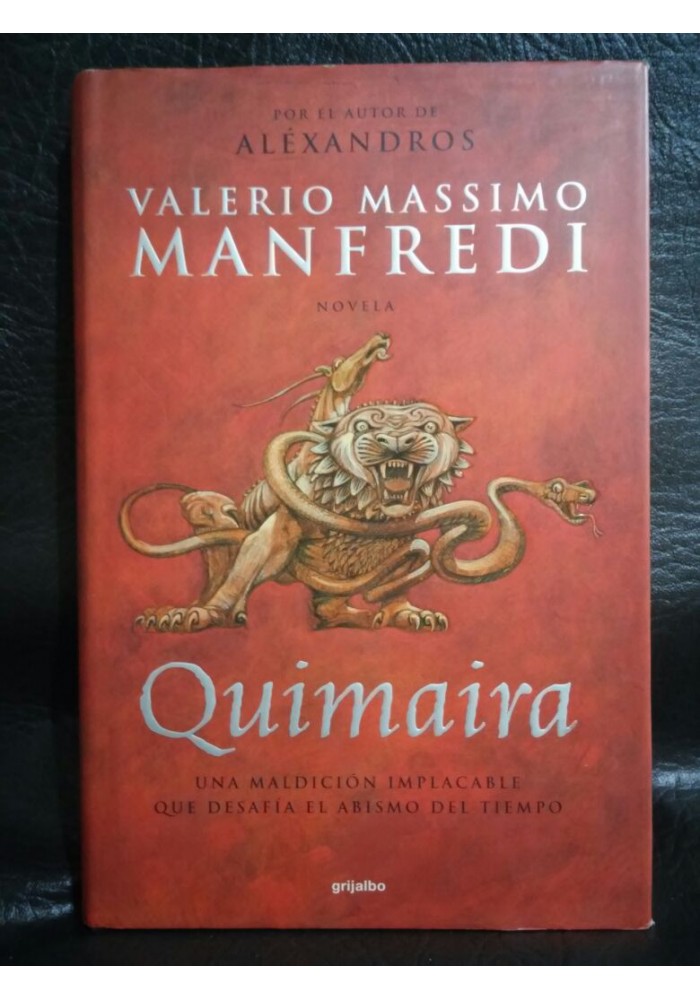 POR EL AUTOR DE
ALÉXANDROS
VALERIO MASSIMO
MANFREDI
NOVELA
Quimaira
UNA MALDICIÓN IMPLACABLE
QUE DESAFÍA EL ABISMO DEL TIEMPO
grijalbo